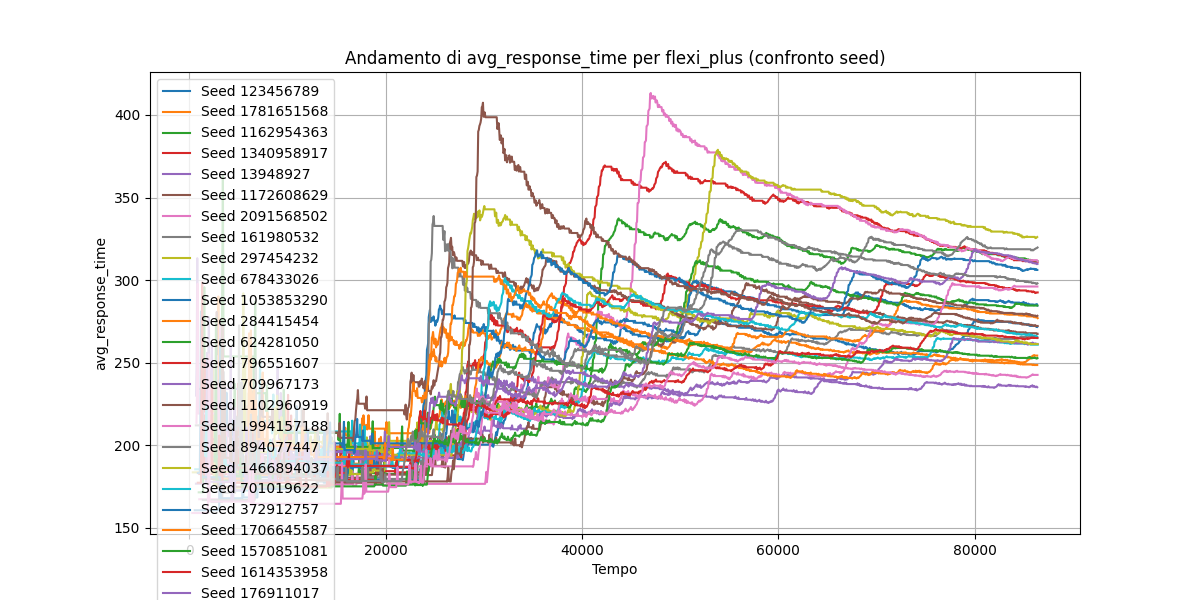 Andamento di avg_response_time per flexi_plus (confronto seed)
400
350
300
250
200
150
avg_response_time
0
20000
40000
60000
80000
Tempo
Seed 123456789
Seed 1781651568
Seed 1162954363
Seed 1340958917
Seed 13948927
Seed 1172608629
Seed 2091568502
Seed 161980532
Seed 297454232
Seed 678433026
Seed 1053853290
Seed 284415454
Seed 624281050
Seed 796551607
Seed 709967173
Seed 1102960919
Seed 1994157188
Seed 894077447
Seed 1466894037
Seed 701019622
Seed 372912757
Seed 1706645587
Seed 1570851081
Seed 1614353958
Seed 176911017